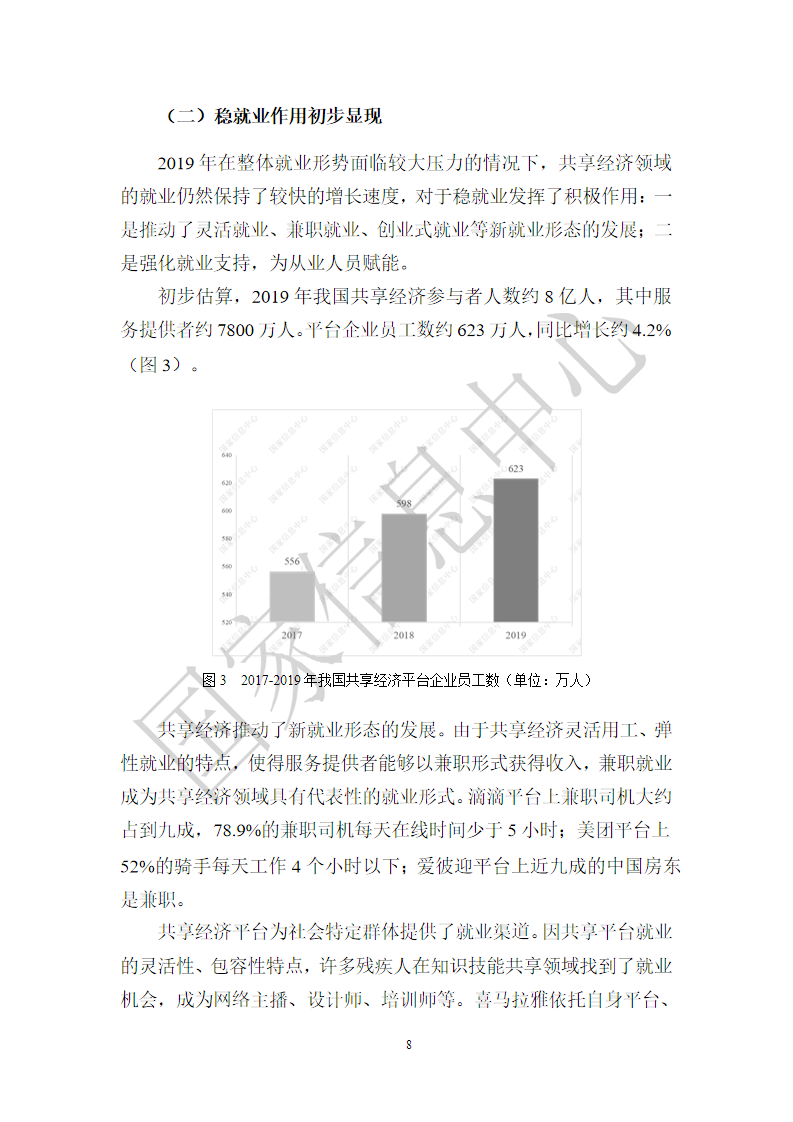 （二）稳就业作用初步显现
2019 年在整体就业形势面临较大压力的情况下，共享经济领域
的就业仍然保持了较快的增长速度，对于稳就业发挥了积极作用：一
是推动了灵活就业、兼职就业、创业式就业等新就业形态的发展；二
是强化就业支持，为从业人员赋能。
初步估算，2019 年我国共享经济参与者人数约 8 亿人，其中服
务提供者约 7800 万人。平台企业员工数约 623 万人，同比增长约 4.2%
（图 3）。
640
620
600
580
560
540
520
556
598
623
2017
2018
2019
图 3 2017-2019 年我国共享经济平台企业员工数（单位：万人）
共享经济推动了新就业形态的发展。由于共享经济灵活用工、弹
性就业的特点，使得服务提供者能够以兼职形式获得收入，兼职就业
成为共享经济领域具有代表性的就业形式。滴滴平台上兼职司机大约
占到九成，78.9%的兼职司机每天在线时间少于 5 小时；美团平台上
52%的骑手每天工作 4 个小时以下；爱彼迎平台上近九成的中国房东
是兼职。
共享经济平台为社会特定群体提供了就业渠道。因共享平台就业
的灵活性、包容性特点，许多残疾人在知识技能共享领域找到了就业
机会，成为网络主播、设计师、培训师等。喜马拉雅依托自身平台、
8
国家信息中心